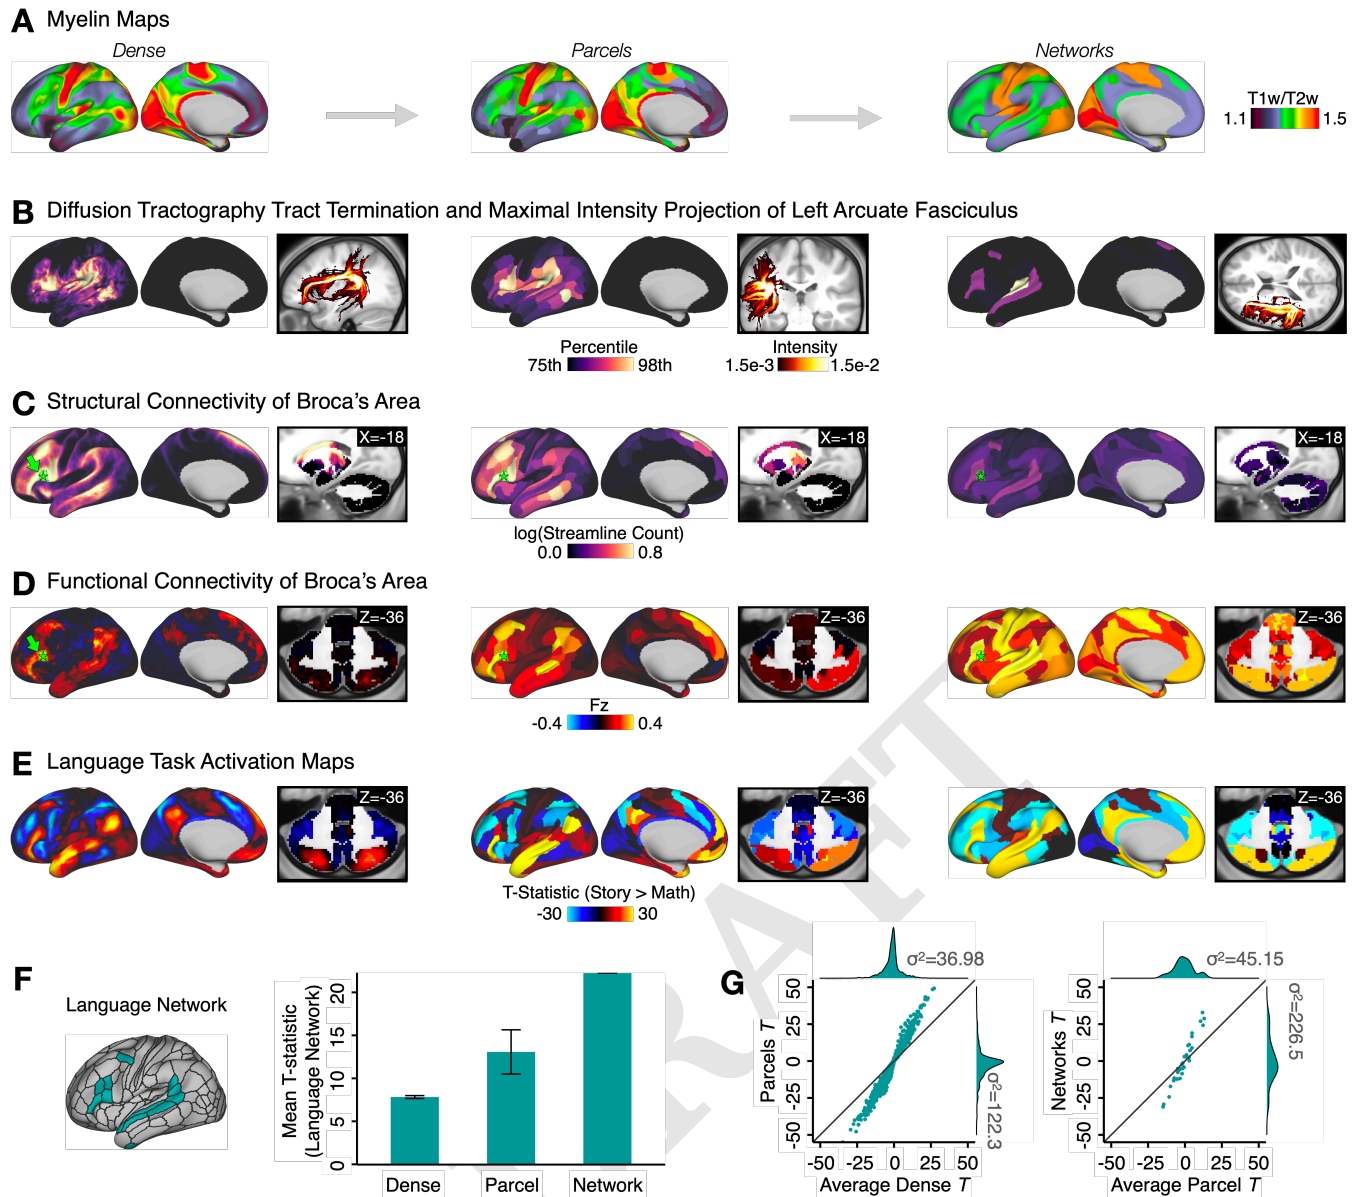 A Myelin Maps
Dense
Parcels
Networks
T1w/T2w
1.1 1.5
B Diffusion Tractography Tract Termination and Maximal Intensity Projection of Left Arcuate Fasciculus
Percentile
75th 98th
Intensity
1.5e-3 1.5e-2
C Structural Connectivity of Broca's Area
X=-18
X=-18
X=-18
log(Streamline Count)
0.0 0.8
D Functional Connectivity of Broca's Area
Z=-36
Z=-36
Z=-36
Fz
-0.4 0.4
E Language Task Activation Maps
Z=-36
Z=-36
Z=-36
T-Statistic (Story > Math)
-30 30
F
Language Network
Mean T-statistic
(Language Network)
20
15
10
5
0
Dense
Parcel
Network
G
σ²=36.98
σ²=122.3
Parcels T
50
25
0
-25
-50
-50 -25 0 25 50
Average Dense T
σ²=45.15
σ²=226.5
Networks T
50
25
0
-25
-50
-50 -25 0 25 50
Average Parcel T
DRAFT